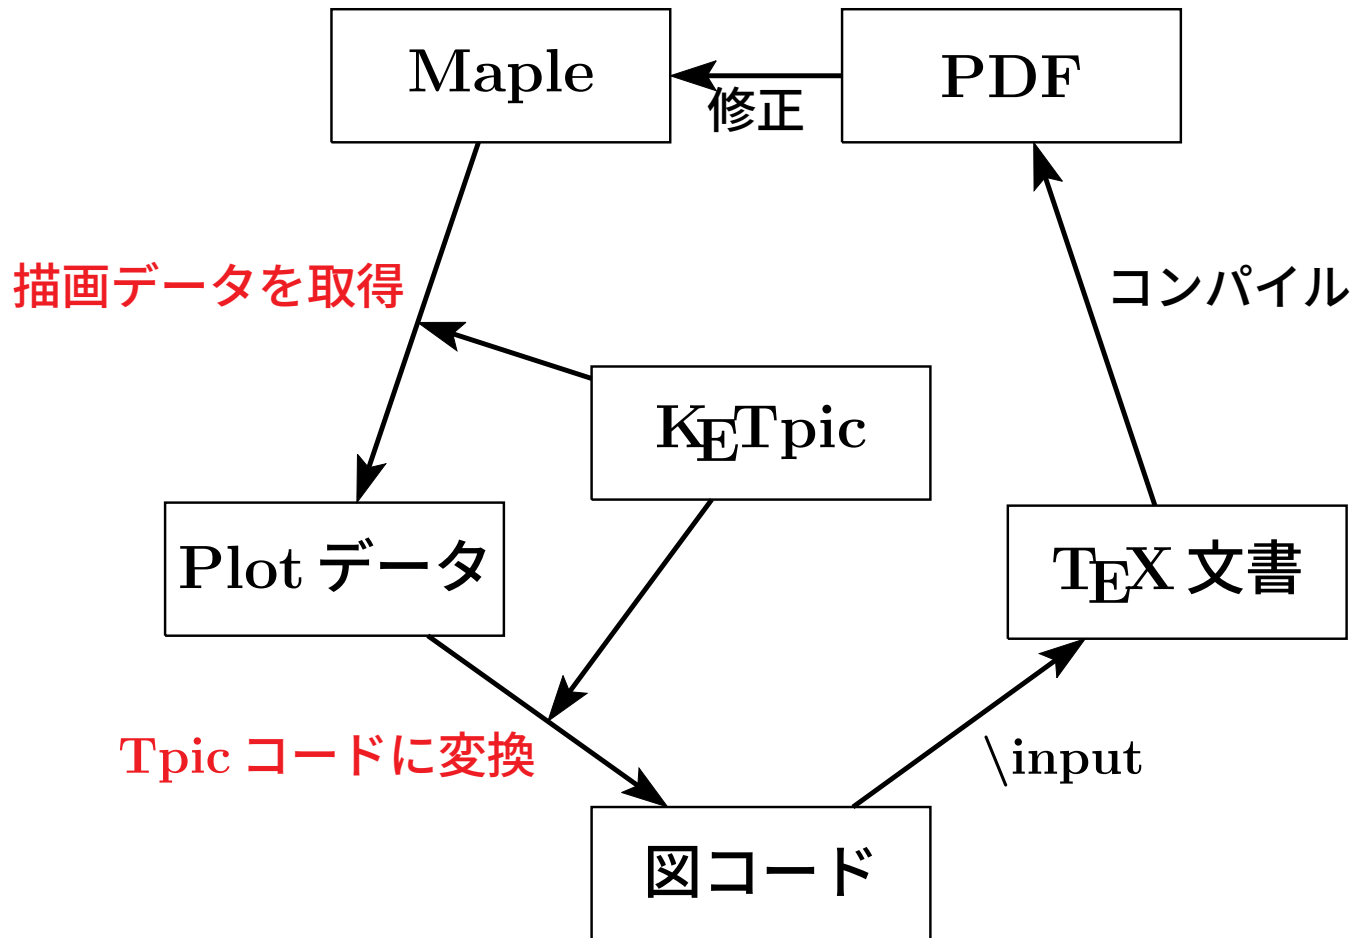 Maple
PDF
修正
描画データを取得
コンパイル
KETpic
Plot データ
TEX 文書
Tpic コードに変換
\input
図コード